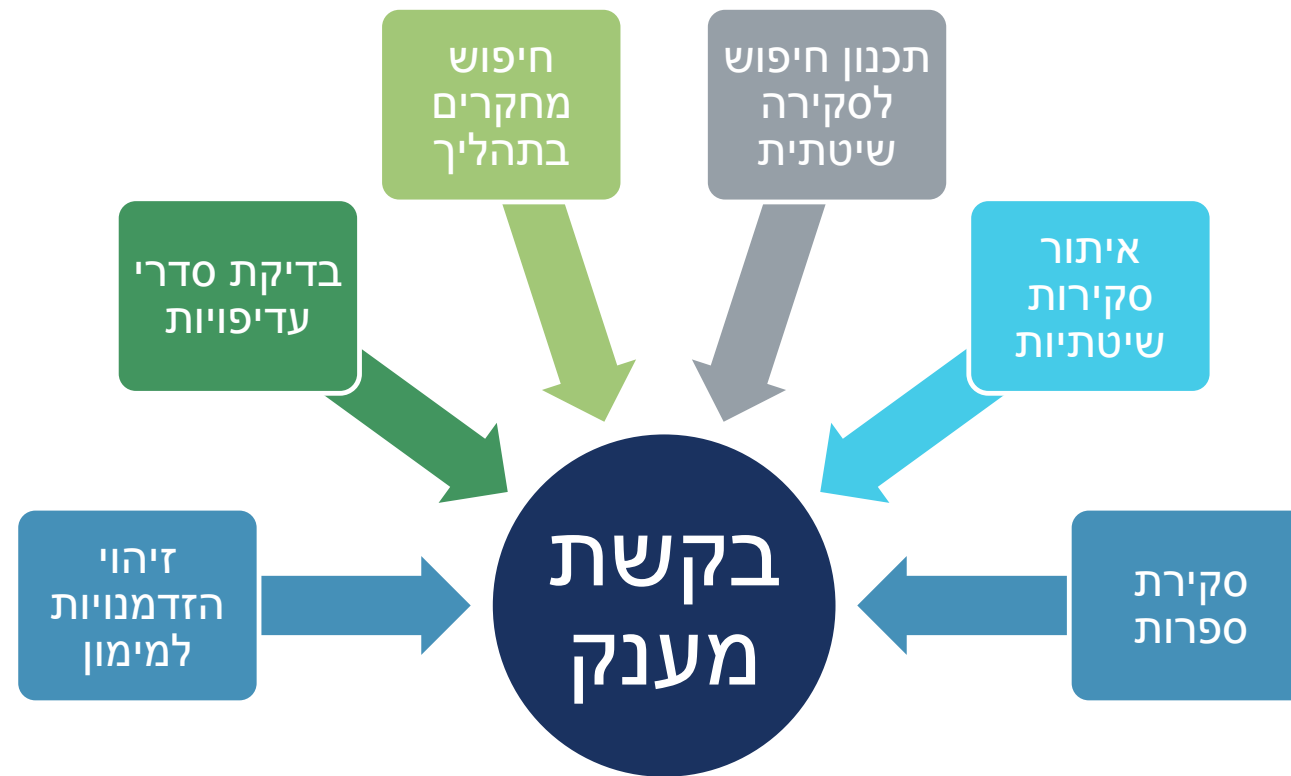 תכנון חיפוש
לסקירה
שיטתית
חיפוש
מחקרים
בתהליך
איתור
סקירות
שיטתיות
בדיקת סדרי
עדיפויות
סקירת
ספרות
בקשת
מענק
זיהוי
הזדמנויות
למימון